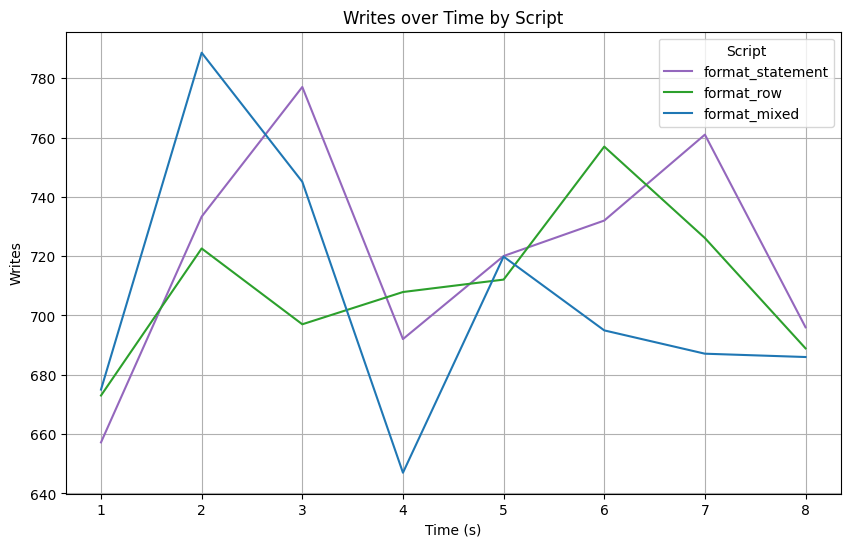 Writes over Time by Script
Script
format_statement
format_row
format_mixed
Writes
780
760
740
720
700
680
660
640
1 2 3 4 5 6 7 8
Time (s)